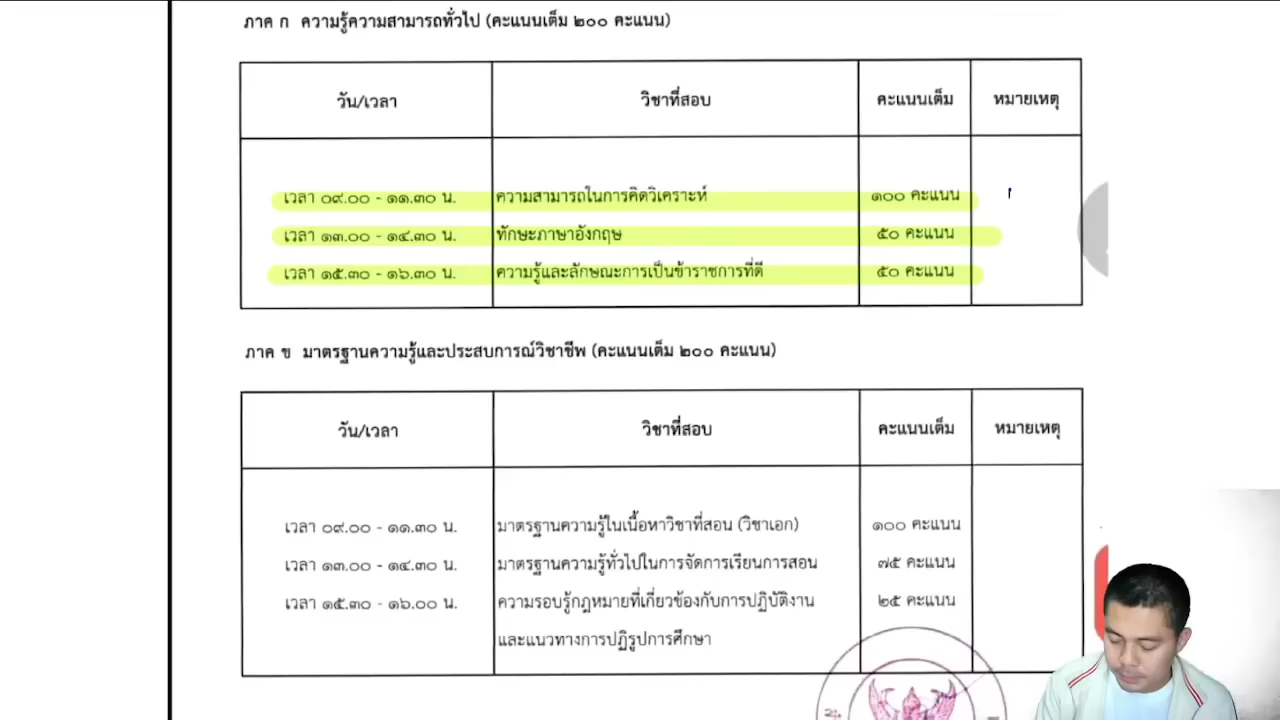 ภาค ก ความรู้ความสามารถทั่วไป (คะแนนเต็ม ๒๐๐ คะแนน)
วัน/เวลา วิชาที่สอบ คะแนนเต็ม หมายเหตุ
เวลา ๐๙.๐๐ - ๑๑.๓๐ น. ความสามารถในการคิดวิเคราะห์ ๑๐๐ คะแนน
เวลา ๑๓.๐๐ - ๑๔.๓๐ น. ทักษะภาษาอังกฤษ ๕๐ คะแนน
เวลา ๑๕.๓๐ - ๑๖.๓๐ น. ความรู้และลักษณะการเป็นข้าราชการที่ดี ๕๐ คะแนน
ภาค ข มาตรฐานความรู้และประสบการณ์วิชาชีพ (คะแนนเต็ม ๒๐๐ คะแนน)
วัน/เวลา วิชาที่สอบ คะแนนเต็ม หมายเหตุ
เวลา ๐๙.๐๐ - ๑๑.๓๐ น. มาตรฐานความรู้ในเนื้อหาวิชาที่สอน (วิชาเอก) ๑๐๐ คะแนน
เวลา ๑๓.๐๐ - ๑๔.๓๐ น. มาตรฐานความรู้ทั่วไปในการจัดการเรียนการสอน ๗๕ คะแนน
เวลา ๑๕.๓๐ - ๑๖.๐๐ น. ความรอบรู้กฎหมายที่เกี่ยวข้องกับการปฏิบัติงาน ๒๕ คะแนน
และแนวทางการปฏิรูปการศึกษา